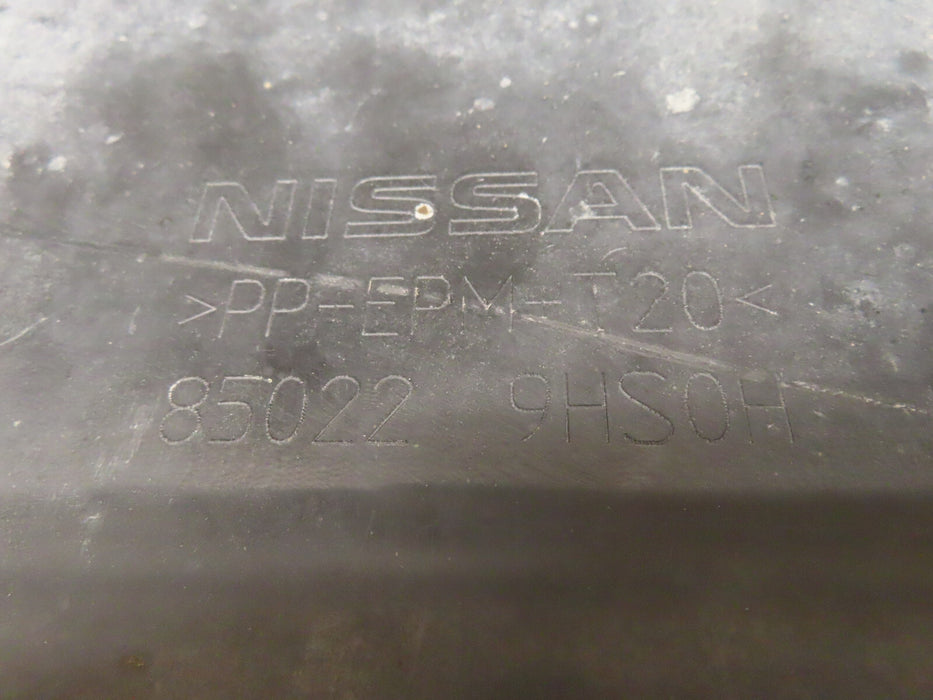 NISSAN
>PP+EPM-T20<
85022 9HS0H